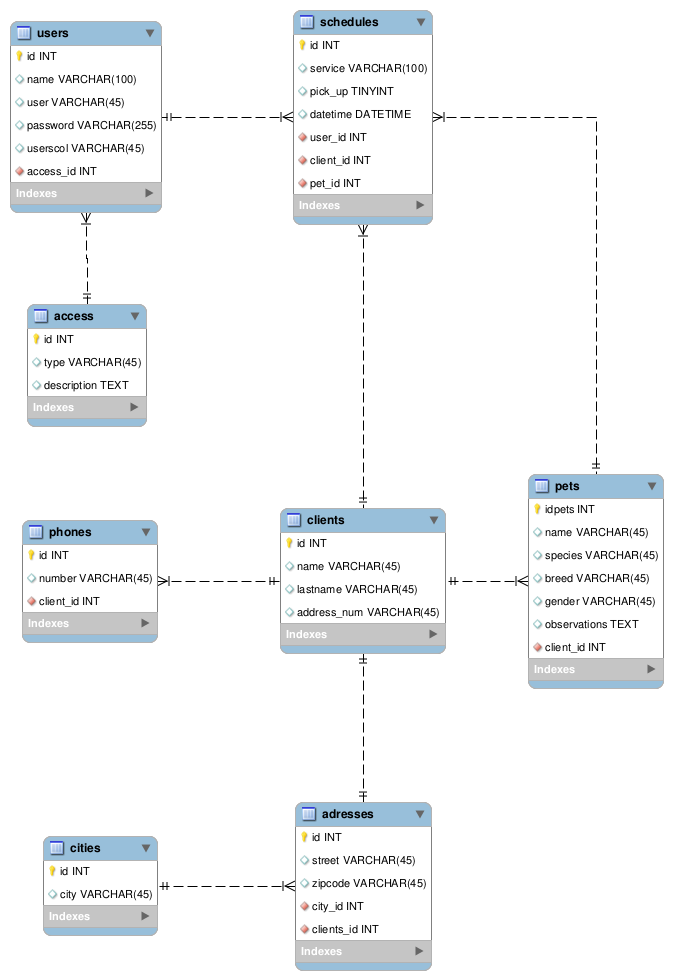 users
id INT
name VARCHAR(100)
user VARCHAR(45)
password VARCHAR(255)
userscol VARCHAR(45)
access_id INT
Indexes
schedules
id INT
service VARCHAR(100)
pick_up TINYINT
datetime DATETIME
user_id INT
client_id INT
pet_id INT
Indexes
access
id INT
type VARCHAR(45)
description TEXT
Indexes
phones
id INT
number VARCHAR(45)
client_id INT
Indexes
clients
id INT
name VARCHAR(45)
lastname VARCHAR(45)
address_num VARCHAR(45)
Indexes
pets
idpets INT
name VARCHAR(45)
species VARCHAR(45)
breed VARCHAR(45)
gender VARCHAR(45)
observations TEXT
client_id INT
Indexes
cities
id INT
city VARCHAR(45)
Indexes
adresses
id INT
street VARCHAR(45)
zipcode VARCHAR(45)
city_id INT
clients_id INT
Indexes